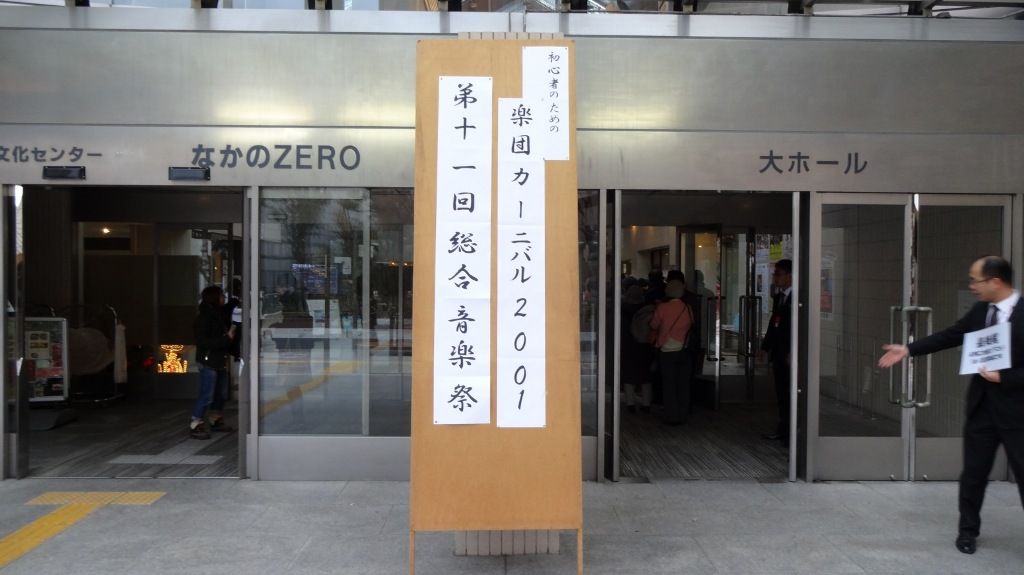 文化センター
なかのZERO
大ホール
初心者のための
楽団カーニバル2001
第十一回総合音楽祭